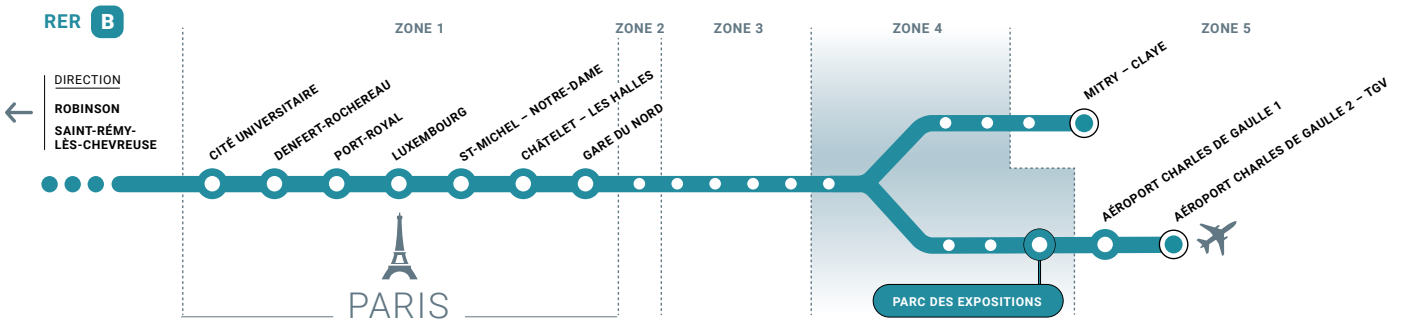 RER B
ZONE 1
ZONE 2
ZONE 3
ZONE 4
ZONE 5
DIRECTION
ROBINSON
SAINT-RÉMY-
LÈS-CHEVREUSE
CITÉ UNIVERSITAIRE
DENFERT-ROCHEREAU
PORT-ROYAL
LUXEMBOURG
ST-MICHEL – NOTRE-DAME
CHÂTELET – LES HALLES
GARE DU NORD
MITRY – CLAYE
AÉROPORT CHARLES DE GAULLE 1
AÉROPORT CHARLES DE GAULLE 2 – TGV
PARC DES EXPOSITIONS
PARIS